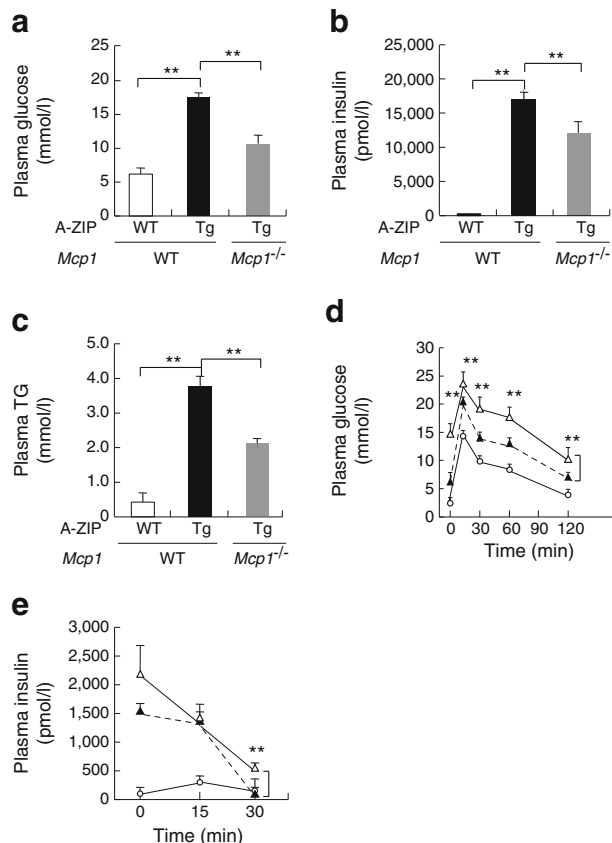 a
Plasma glucose
(mmol/l)
25
20
15
10
5
0
**
**
A-ZIP WT Tg Tg
Mcp1 WT Mcp1-/-
b
Plasma insulin
(pmol/l)
25,000
20,000
15,000
10,000
5,000
0
**
**
A-ZIP WT Tg Tg
Mcp1 WT Mcp1-/-
c
Plasma TG
(mmol/l)
4.0
3.0
2.0
1.0
0
**
**
A-ZIP WT Tg Tg
Mcp1 WT Mcp1-/-
d
Plasma glucose
(mmol/l)
30
25
20
15
10
5
0
**
**
**
**
**
0 30 60 90 120
Time (min)
e
Plasma insulin
(pmol/l)
3,000
2,500
2,000
1,500
1,000
500
0
**
0 15 30
Time (min)